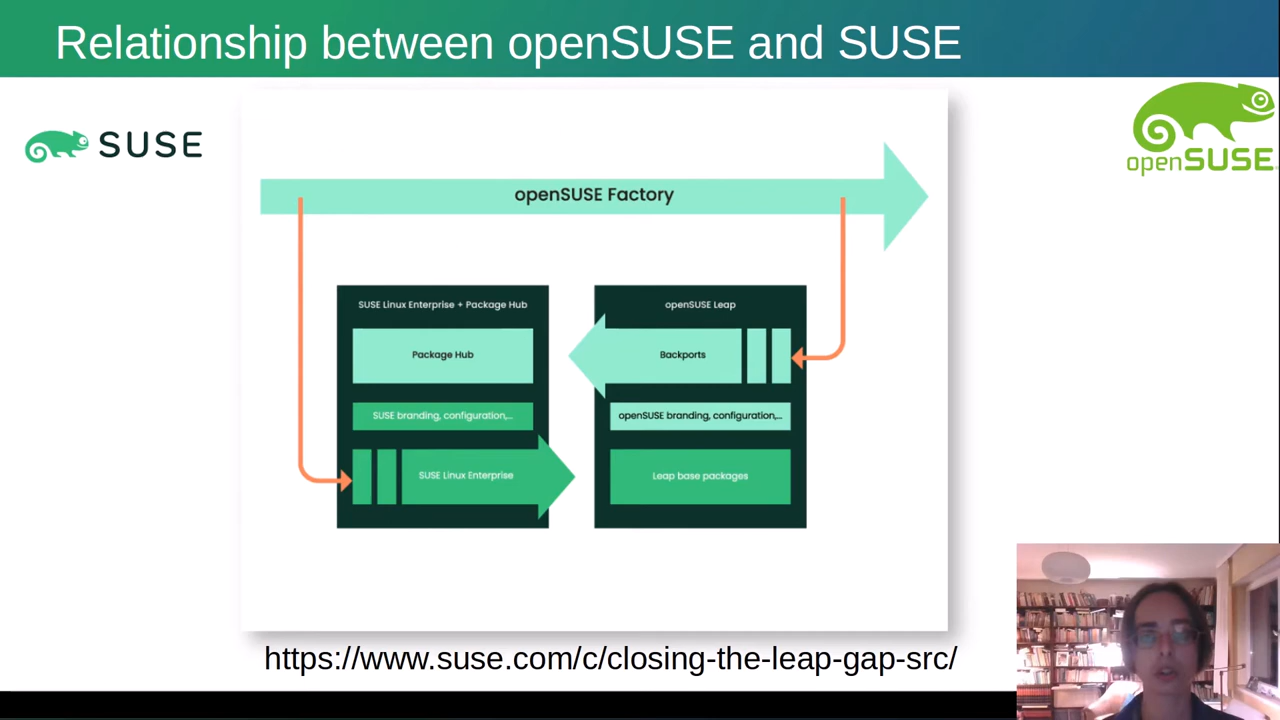 Relationship between openSUSE and SUSE
SUSE
openSUSE
openSUSE Factory
SUSE Linux Enterprise + Package Hub
Package Hub
SUSE branding, configuration,...
SUSE Linux Enterprise
openSUSE Leap
Backports
openSUSE branding, configuration,...
Leap base packages
https://www.suse.com/c/closing-the-leap-gap-src/